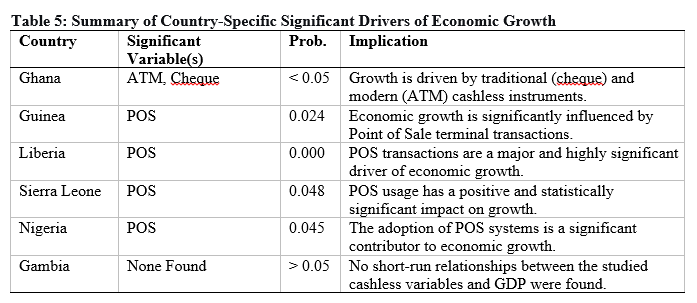 Table 5: Summary of Country-Specific Significant Drivers of Economic Growth
Country Significant Variable(s) Prob. Implication
Ghana ATM, Cheque < 0.05 Growth is driven by traditional (cheque) and
modern (ATM) cashless instruments.
Guinea POS 0.024 Economic growth is significantly influenced by
Point of Sale terminal transactions.
Liberia POS 0.000 POS transactions are a major and highly significant
driver of economic growth.
Sierra Leone POS 0.048 POS usage has a positive and statistically
significant impact on growth.
Nigeria POS 0.045 The adoption of POS systems is a significant
contributor to economic growth.
Gambia None Found > 0.05 No short-run relationships between the studied
cashless variables and GDP were found.